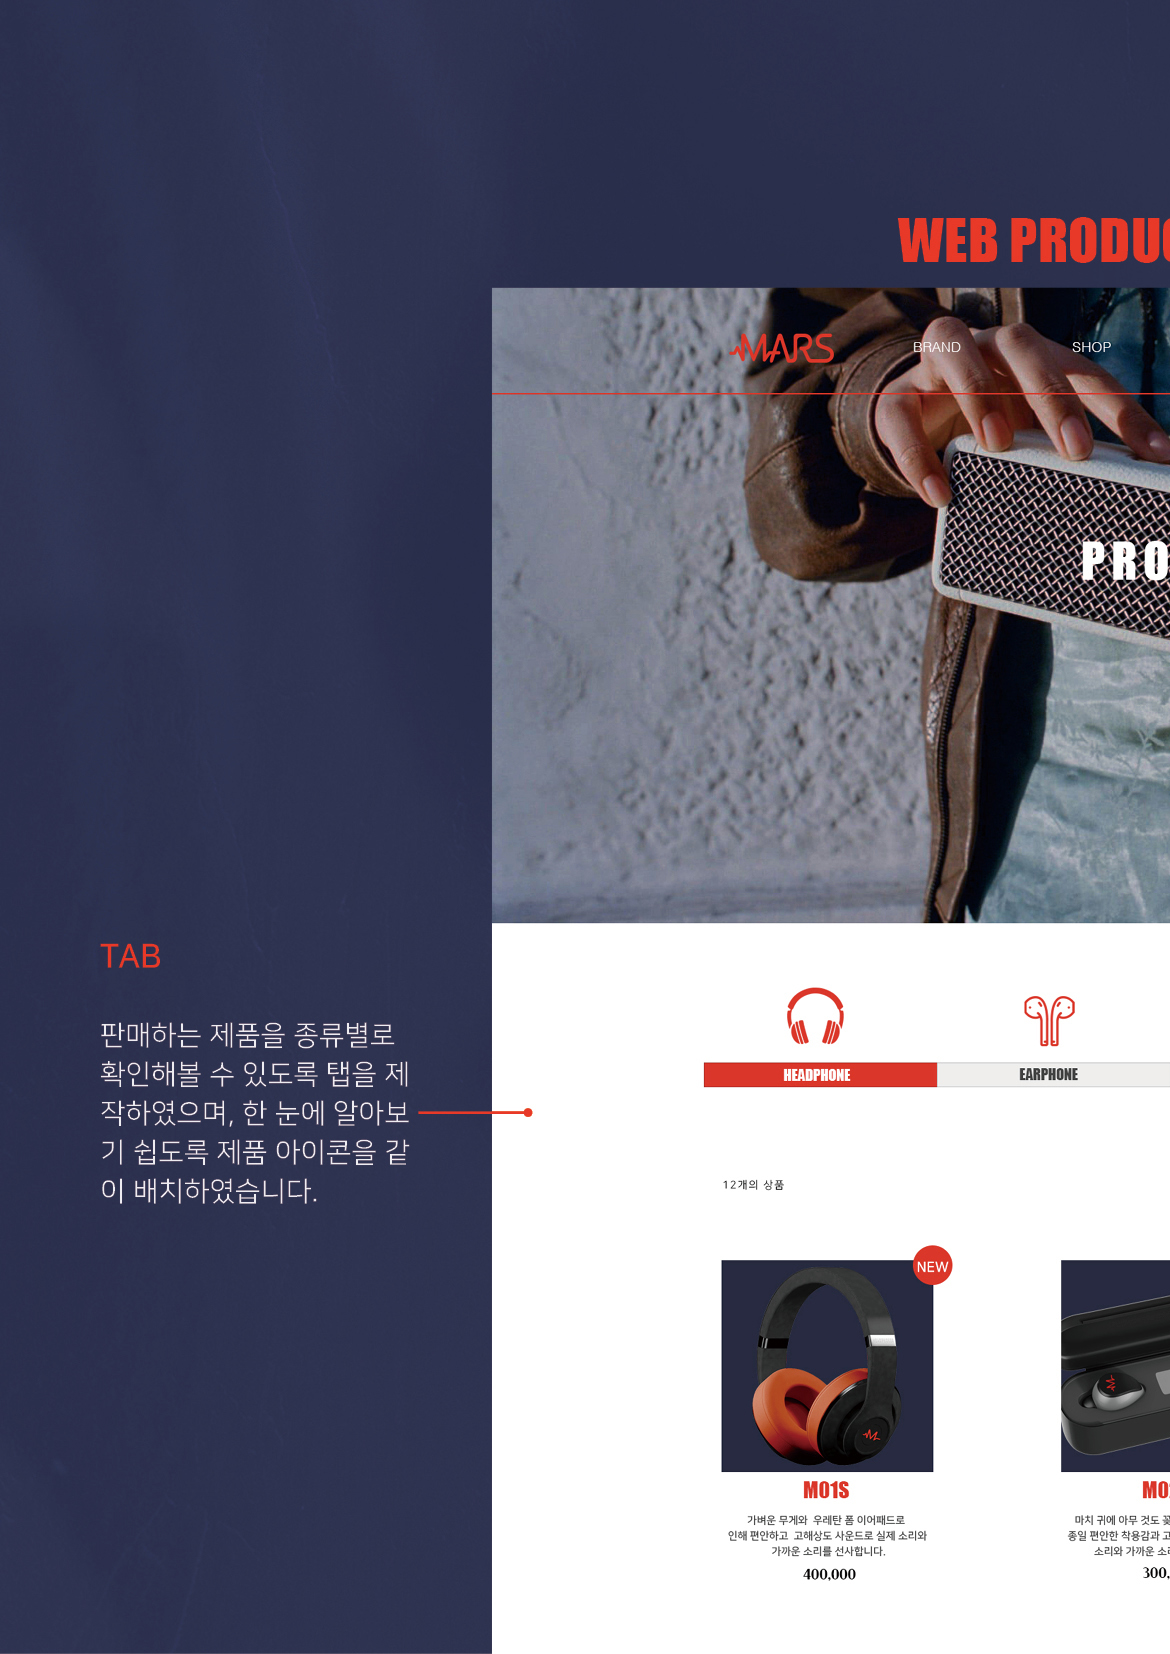 WEB PRODUC
MARS
BRAND
SHOP
PRO
TAB
판매하는 제품을 종류별로
확인해볼 수 있도록 탭을 제
작하였으며, 한 눈에 알아보
기 쉽도록 제품 아이콘을 같
이 배치하였습니다.
HEADPHONE
EARPHONE
12개의 상품
NEW
M01S
가벼운 무게와 우레탄 폼 이어패드로
인해 편안하고 고해상도 사운드로 실제 소리와
가까운 소리를 선사합니다.
400,000
M0
마치 귀에 아무 것도
종일 편안한 착용감과 고
소리와 가까운 소
300,